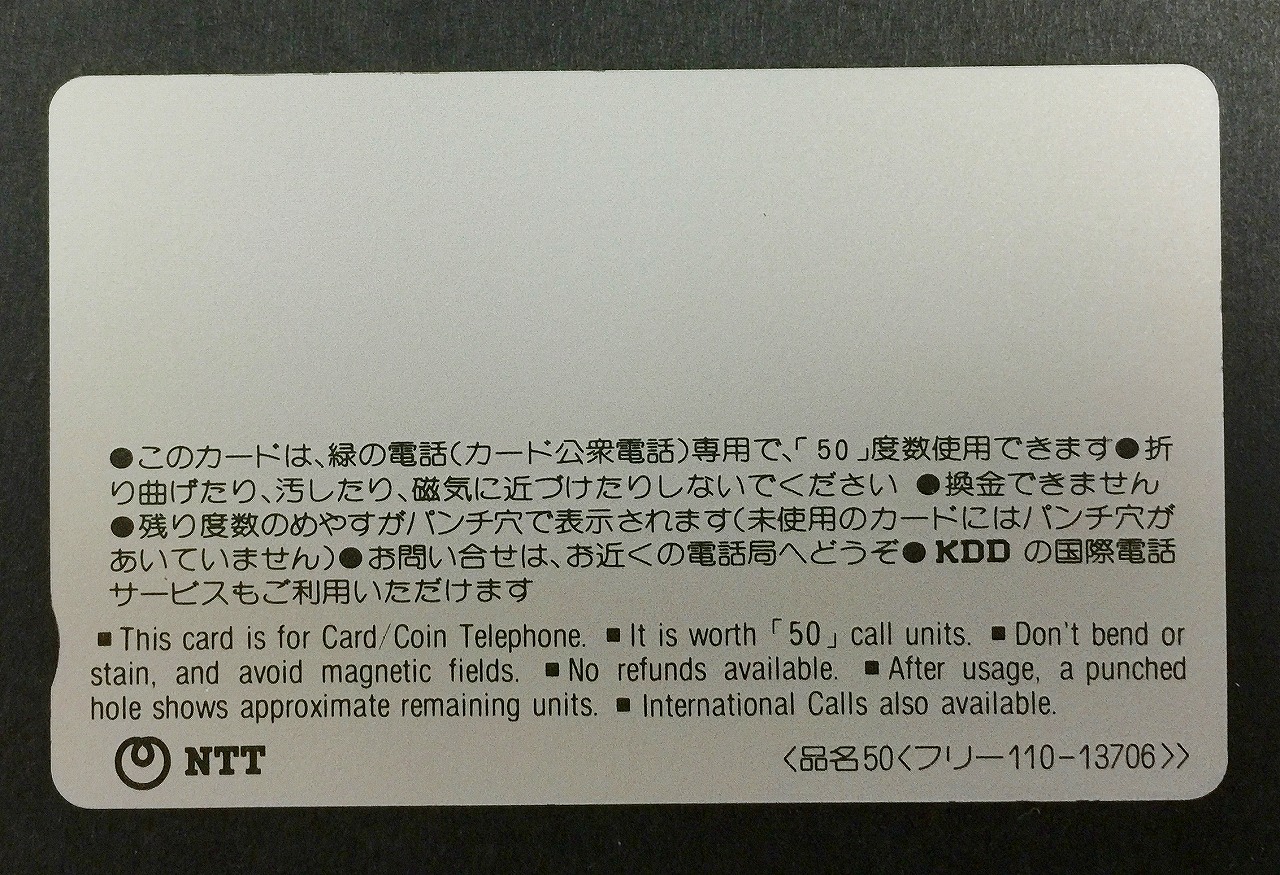 ●このカードは、緑の電話(カード公衆電話)専用で、「50」度数使用できます●折
り曲げたり、汚したり、磁気に近づけたりしないでください ●換金できません
●残り度数のめやすがパンチ穴で表示されます(未使用のカードにはパンチ穴が
あいていません)●お問い合せは、お近くの電話局へどうぞ● KDD の国際電話
サービスもご利用いただけます
■ This card is for Card/Coin Telephone. ■ It is worth「50」call units. ■ Don't bend or
stain, and avoid magnetic fields. ■ No refunds available. ■ After usage, a punched
hole shows approximate remaining units. ■ International Calls also available.
NTT
〈品名50〈フリー110-13706〉〉